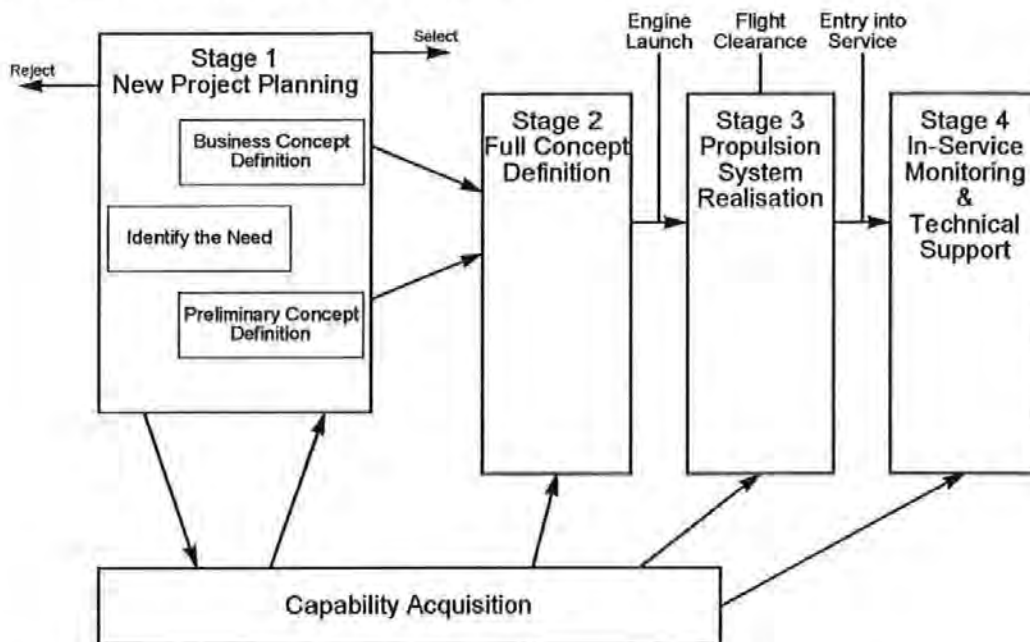 Reject
Select
Stage 1
New Project Planning
Business Concept
Definition
Identify the Need
Preliminary Concept
Definition
Engine
Launch
Flight
Clearance
Entry into
Service
Stage 2
Full Concept
Definition
Stage 3
Propulsion
System
Realisation
Stage 4
In-Service
Monitoring
&
Technical
Support
Capability Acquisition